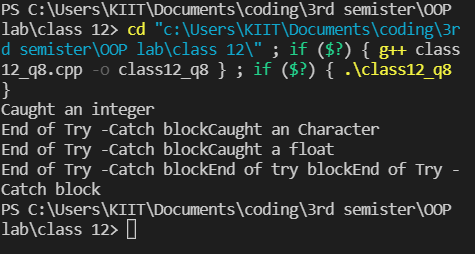 PS C:\Users\KIIT\Documents\coding\3rd semister\OOP
lab\class 12> cd "c:\Users\KIIT\Documents\coding\3r
d semister\OOP lab\class 12\" ; if ($?) { g++ class
12_q8.cpp -o class12_q8 } ; if ($?) { .\class12_q8
}
Caught an integer
End of Try -Catch blockCaught an Character
End of Try -Catch blockCaught a float
End of Try -Catch blockEnd of try blockEnd of Try -
Catch block
PS C:\Users\KIIT\Documents\coding\3rd semister\OOP
lab\class 12>